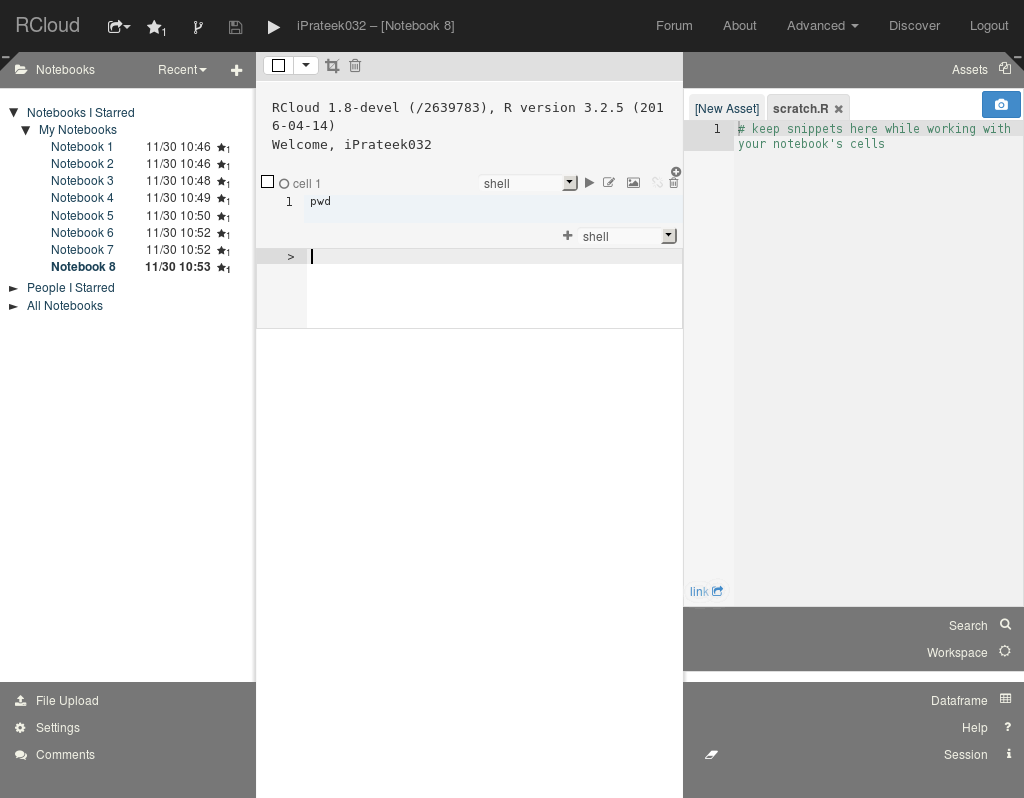 RCloud 1 iPrateek032 – [Notebook 8] Forum About Advanced Discover Logout
Notebooks Recent
Assets
Notebooks I Starred
My Notebooks
Notebook 1 11/30 10:46 1
Notebook 2 11/30 10:46 1
Notebook 3 11/30 10:48 1
Notebook 4 11/30 10:49 1
Notebook 5 11/30 10:50 1
Notebook 6 11/30 10:52 1
Notebook 7 11/30 10:52 1
Notebook 8 11/30 10:53 1
People I Starred
All Notebooks
File Upload
Settings
Comments
RCloud 1.8-devel (/2639783), R version 3.2.5 (201
6-04-14)
Welcome, iPrateek032
cell 1 shell
1 pwd
shell
>
[New Asset] scratch.R
1 # keep snippets here while working with
your notebook's cells
link
Search
Workspace
Dataframe
Help
Session